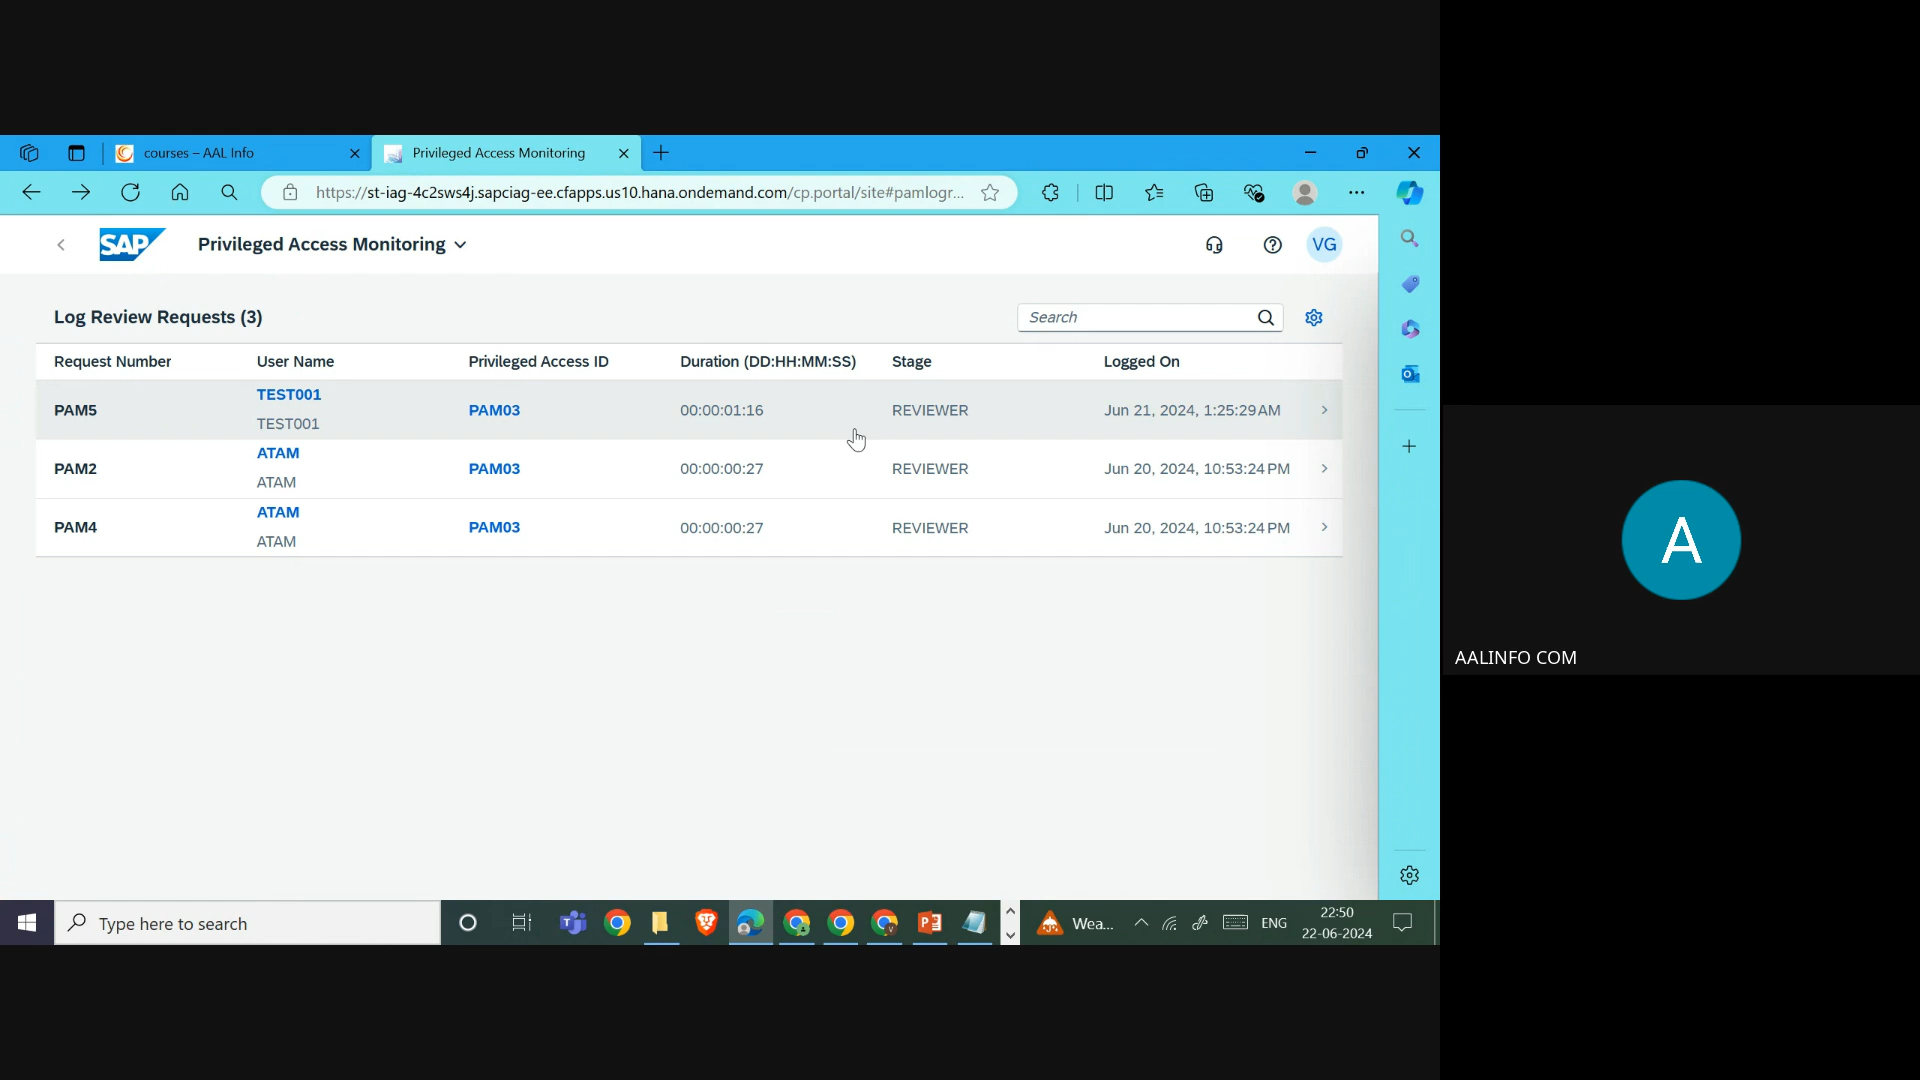 courses – AAL Info
Privileged Access Monitoring
https://st-iag-4c2sws4j.sapciag-ee.cfapps.us10.hana.ondemand.com/cp.portal/site#pamlogr...
SAP
Privileged Access Monitoring
VG
Log Review Requests (3)
Search
Request Number User Name Privileged Access ID Duration (DD:HH:MM:SS) Stage Logged On
TEST001
PAM5 PAM03 00:00:01:16 REVIEWER Jun 21, 2024, 1:25:29 AM
TEST001
ATAM
PAM2 PAM03 00:00:00:27 REVIEWER Jun 20, 2024, 10:53:24 PM
ATAM
ATAM
PAM4 PAM03 00:00:00:27 REVIEWER Jun 20, 2024, 10:53:24 PM
ATAM
A
AALINFO COM
Type here to search
Wea...
ENG
22:50
22-06-2024